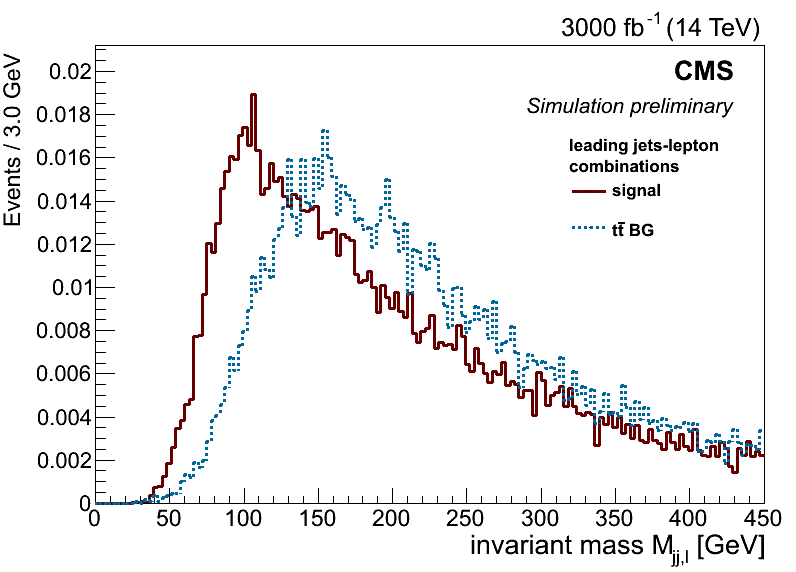 3000 fb⁻¹ (14 TeV)
Events / 3.0 GeV
CMS
Simulation preliminary
leading jets-lepton
combinations
signal
tt̅ BG
0.02
0.018
0.016
0.014
0.012
0.01
0.008
0.006
0.004
0.002
0
0 50 100 150 200 250 300 350 400 450
invariant mass M_jj,l [GeV]